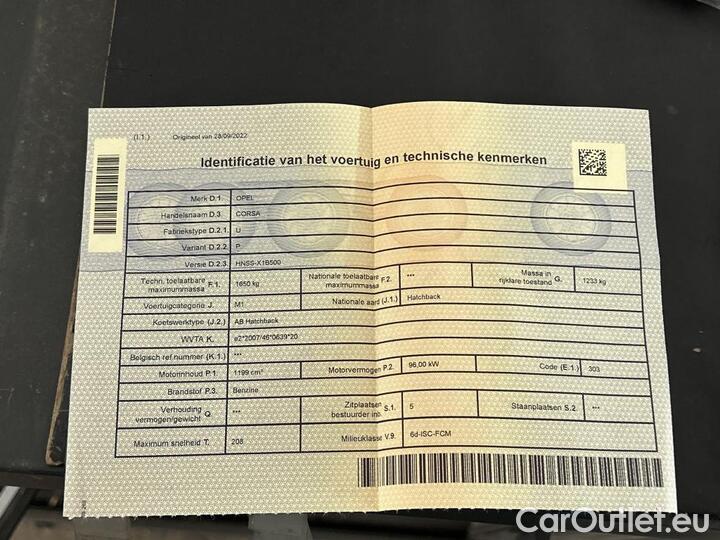 (I.1.) Origineel van 28/09/2022
Identificatie van het voertuig en technische kenmerken
Merk D.1. OPEL
Handelsnaam D.3. CORSA
Fabriekstype D.2.1. U
Variant D.2.2. P
Versie D.2.3. HNSS-X1B500
Techn. toelaatbare maximummassa F.1. 1650 kg Nationale toelaatbare maximummassa F.2. *** Massa in rijklare toestand G. 1233 kg
Voertuigcategorie J. M1 Nationale aard (J.1.) Hatchback
Koetswerktype (J.2.) AB Hatchback
WVTA K. e2*2007/46*0639*20
Belgisch ref nummer (K.1.) ***
Motorinhoud P.1. 1199 cm³ Motorvermogen P.2. 96,00 kW Code (E.1.) 303
Brandstof P.3. Benzine
Verhouding vermogen/gewicht Q. *** Zitplaatsen bestuurder inb. S.1. 5 Staanplaatsen S.2. ***
Maximum snelheid T. 208 Milieuklasse V.9. 6d-ISC-FCM
CarOutlet.eu